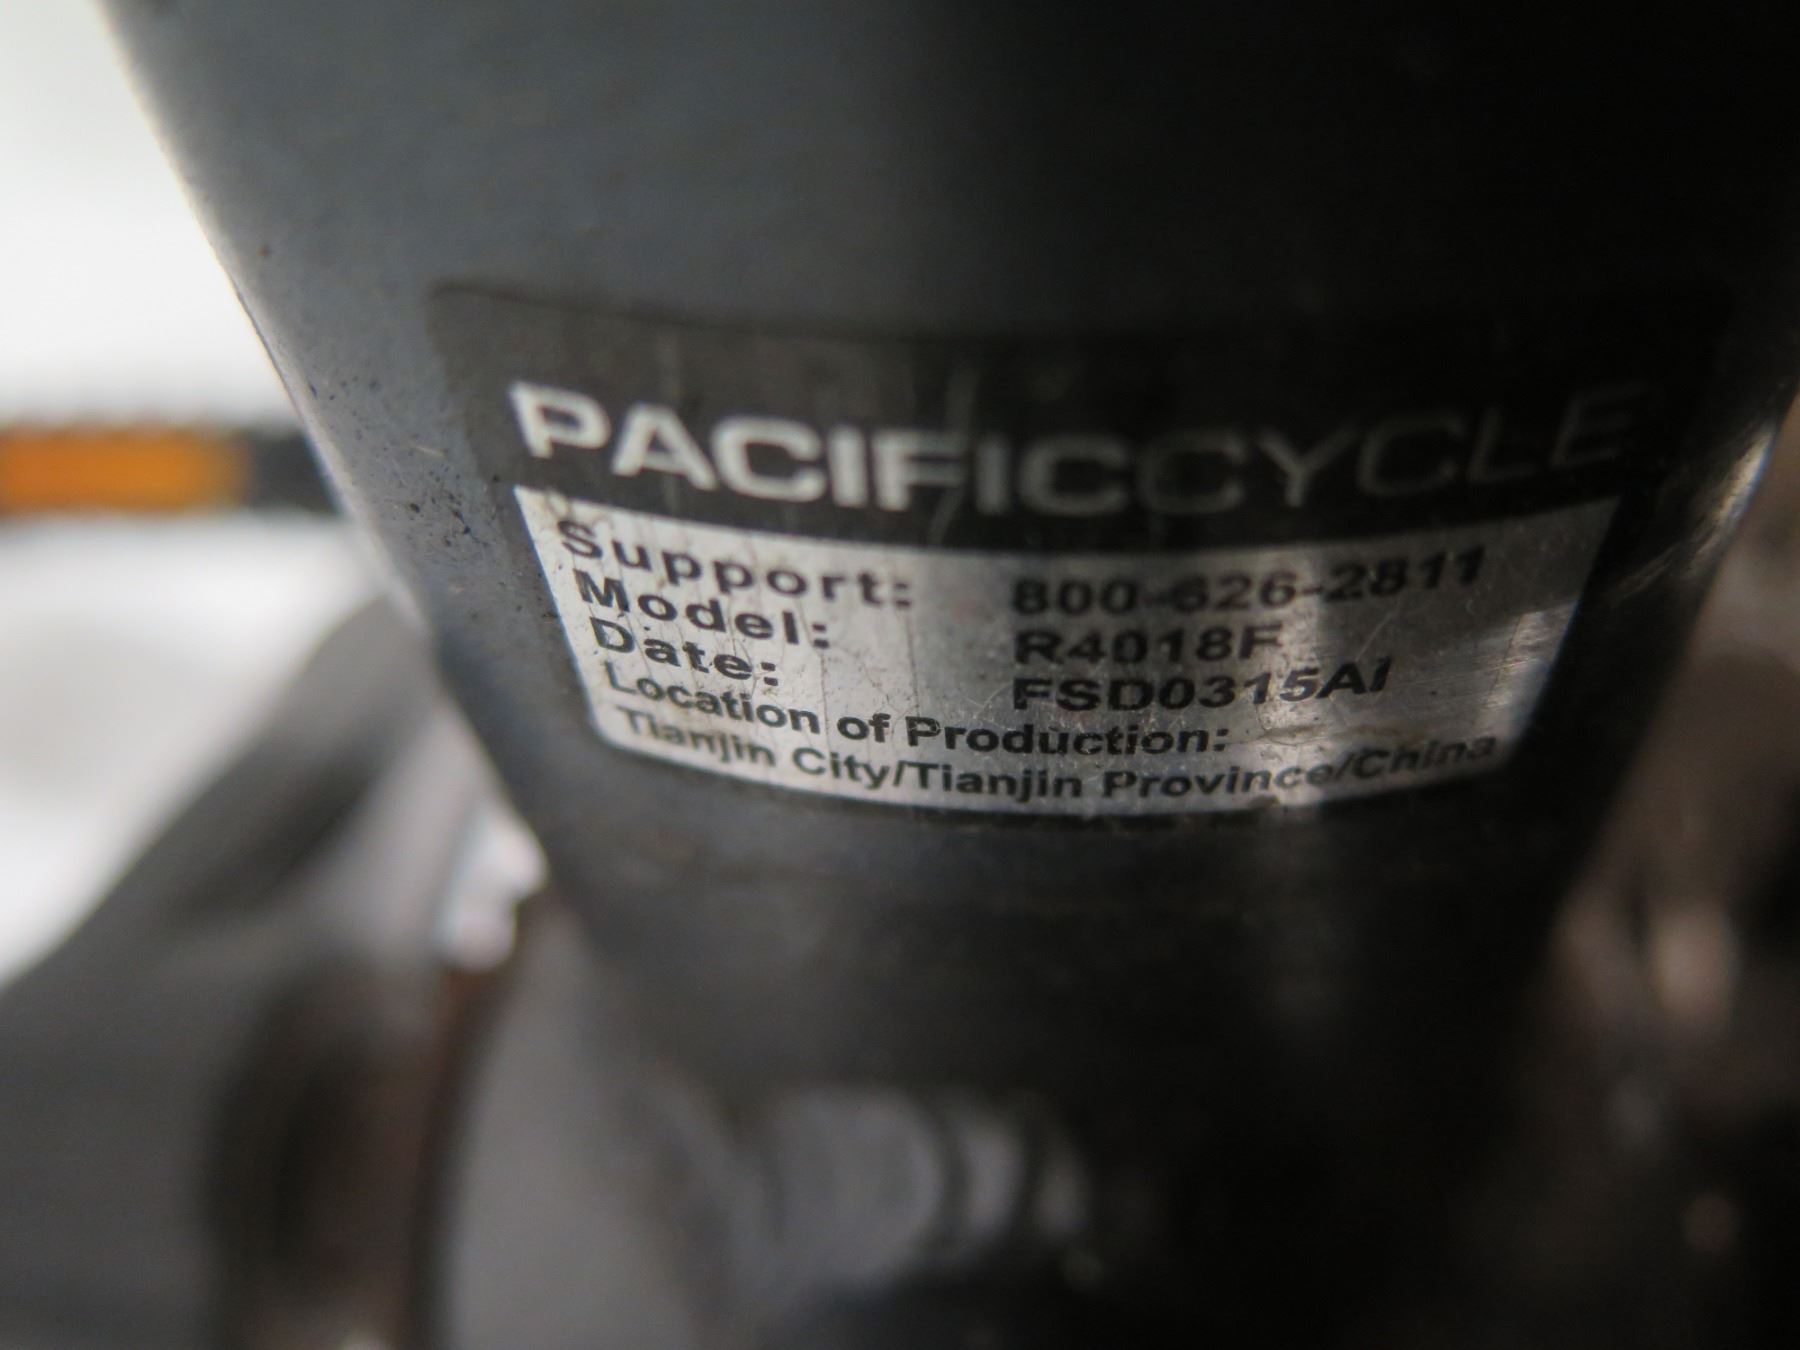 PACIFICCYCLE
Support: 800-626-2811
Model: R4018F
Date: FSD0315AI
Location of Production:
Tianjin City/Tianjin Province/China